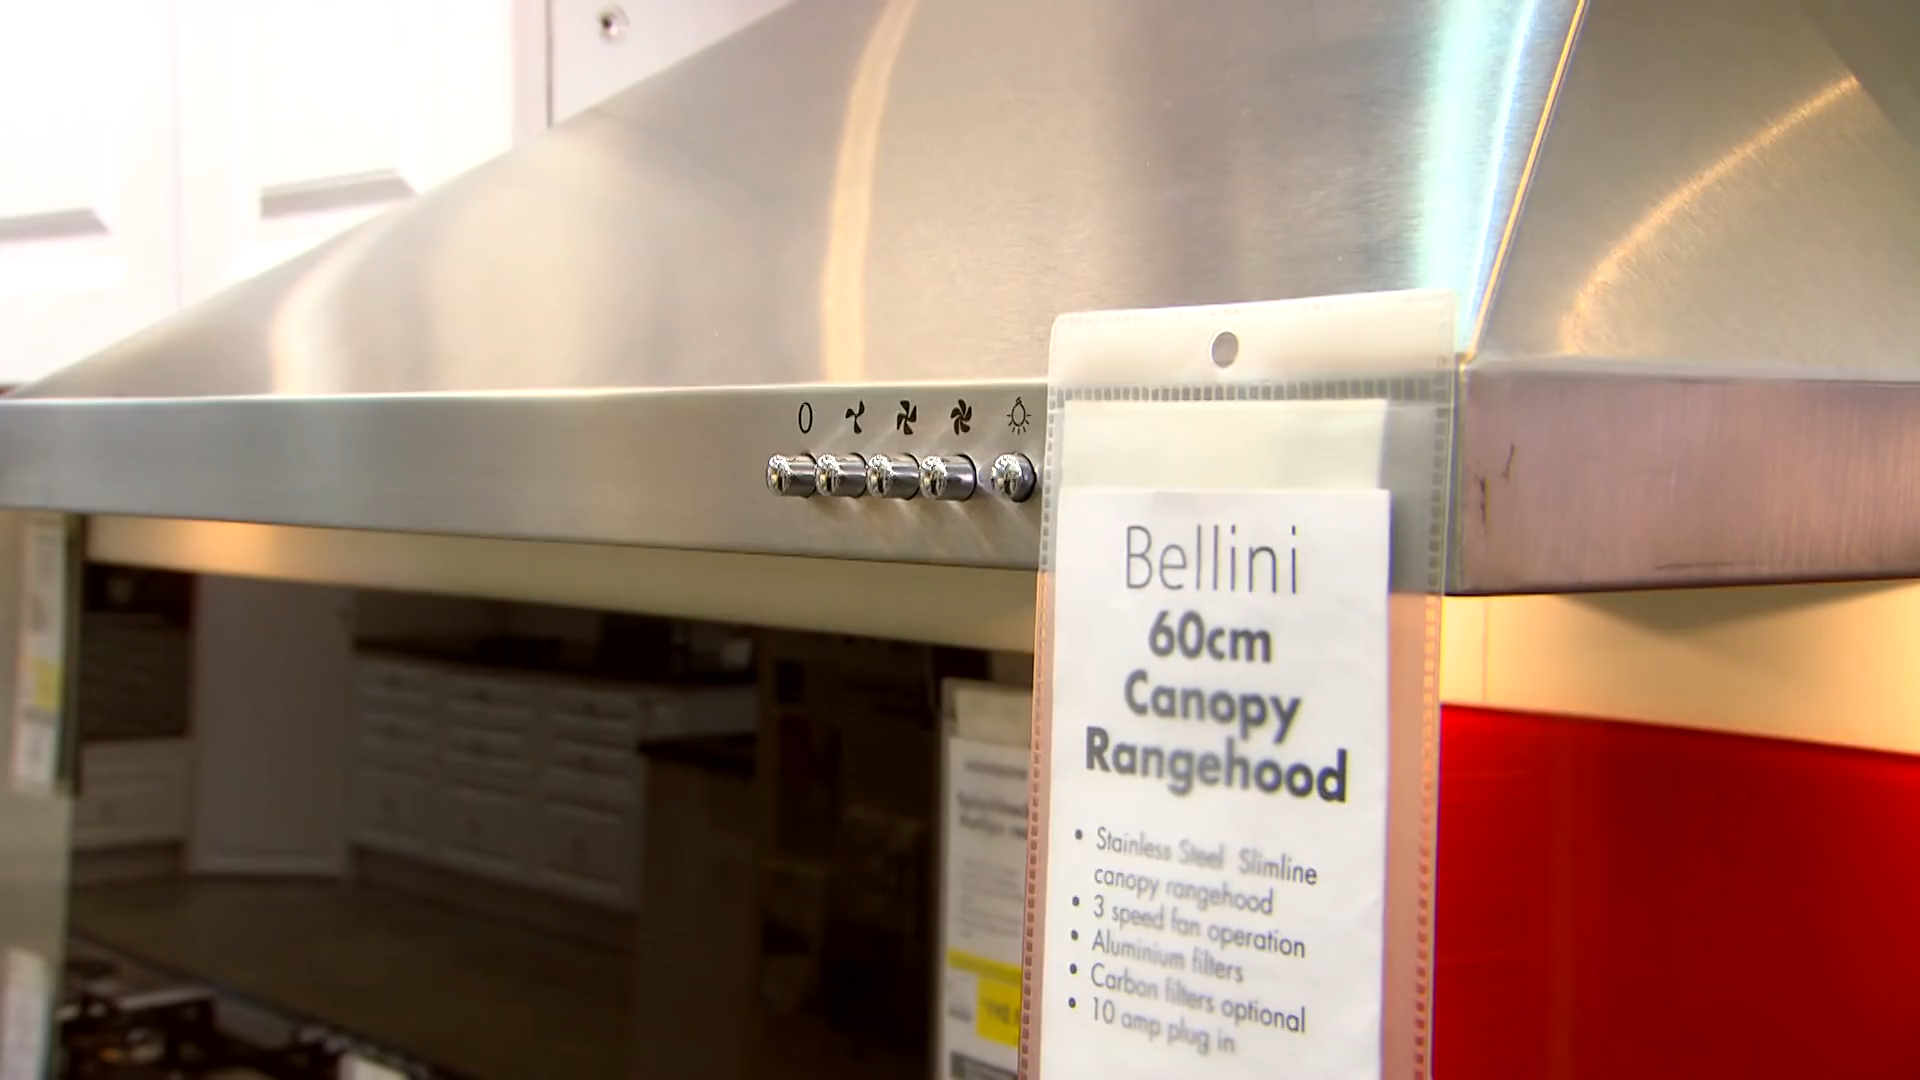 0
Bellini
60cm
Canopy
Rangehood
• Stainless Steel Slimline
canopy rangehood
• 3 speed fan operation
• Aluminium filters
• Carbon filters optional
• 10 amp plug in